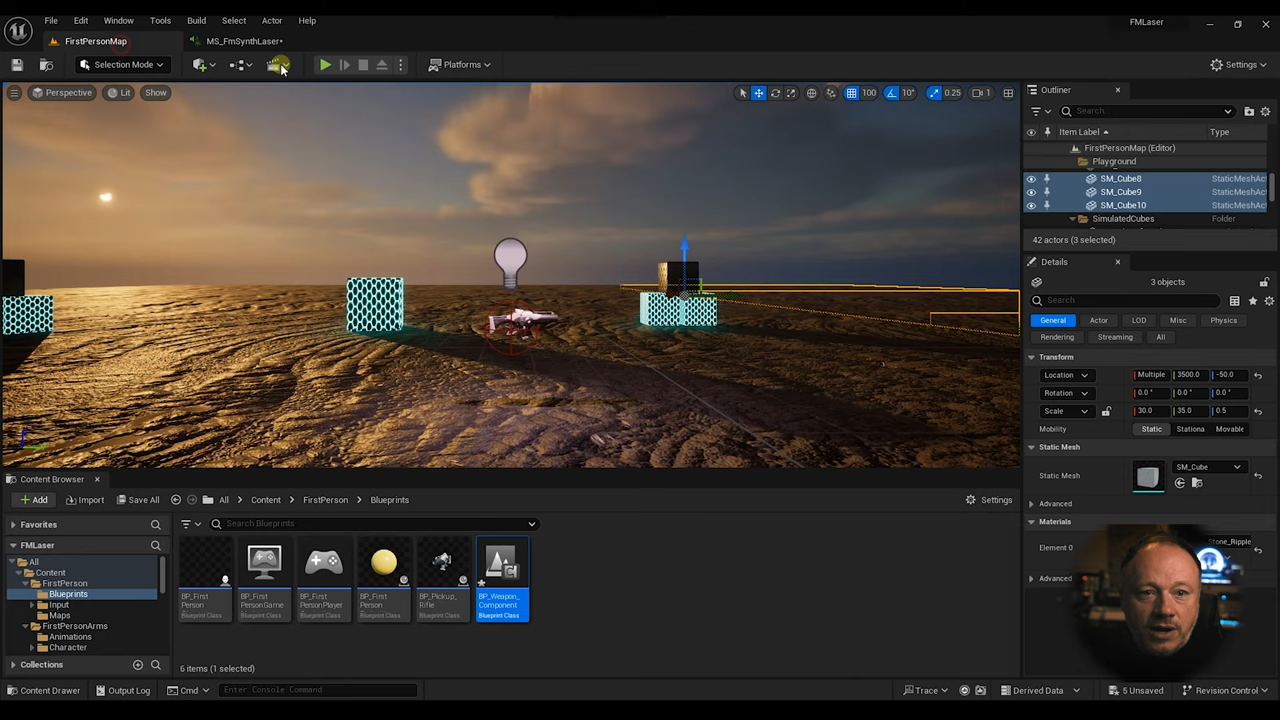 File Edit Window Tools Build Select Actor Help
FMLaser
FirstPersonMap
MS_FmSynthLaser•
Selection Mode
Platforms
Settings
Perspective Lit Show
100 10° 0.25 1
Outliner
Search...
Item Label Type
FirstPersonMap (Editor)
Playground
SM_Cube8 StaticMeshAc
SM_Cube9 StaticMeshAc
SM_Cube10 StaticMeshAc
SimulatedCubes Folder
42 actors (3 selected)
Details
3 objects
Search
General Actor LOD Misc Physics
Rendering Streaming All
Transform
Location Multiple 3500.0 -50.0
Rotation 0.0 ° 0.0 ° 0.0 °
Scale 30.0 35.0 0.5
Mobility Static Stationa Movable
Static Mesh
Static Mesh SM_Cube
Advanced
Materials
Element 0 Stone_Ripple
Advanced
Content Browser
Add Import Save All All Content FirstPerson Blueprints Settings
Favorites
Search Blueprints
FMLaser
All
Content
FirstPerson
Blueprints
Input
Maps
FirstPersonArms
Animations
Character
Collections
BP_First
Person
Blueprint Class
BP_First
PersonGame
Blueprint Class
BP_First
PersonPlayer
Blueprint Class
BP_First
Person
Blueprint Class
BP_Pickup_
Rifle
Blueprint Class
BP_Weapon_
Component
Blueprint Class
6 items (1 selected)
Content Drawer Output Log Cmd Enter Console Command Trace Derived Data 5 Unsaved Revision Control